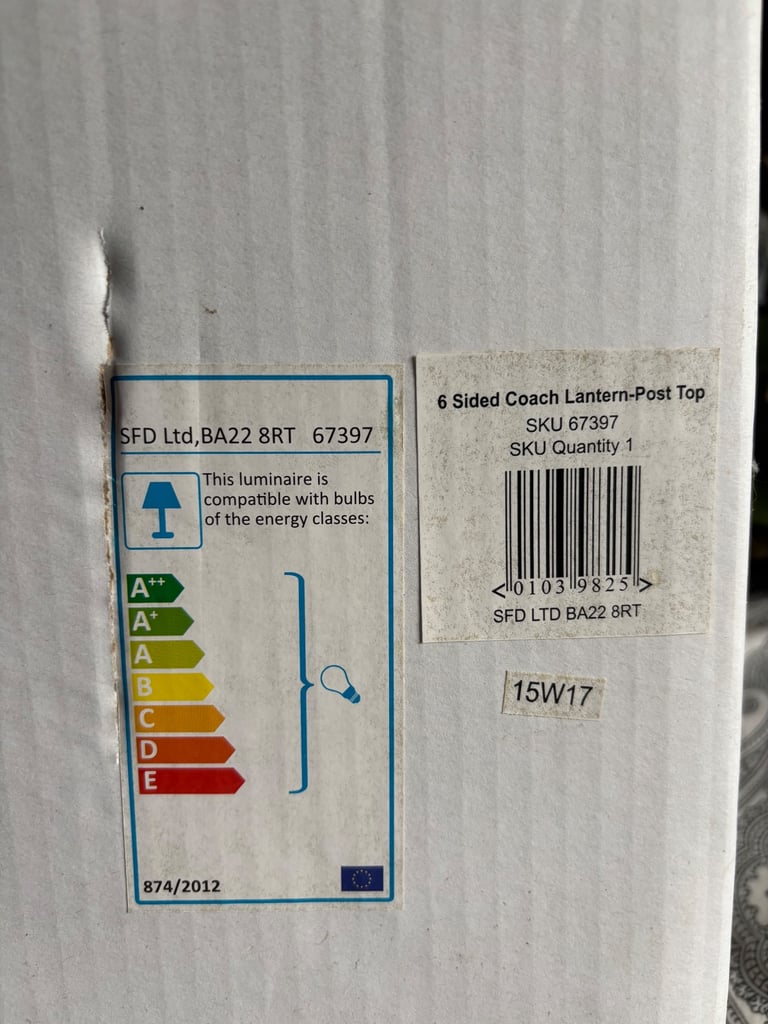 SFD Ltd,BA22 8RT 67397
This luminaire is
compatible with bulbs
of the energy classes:
A++
A+
A
B
C
D
E
874/2012
6 Sided Coach Lantern-Post Top
SKU 67397
SKU Quantity 1
<0103 9825>
SFD LTD BA22 8RT
15W17